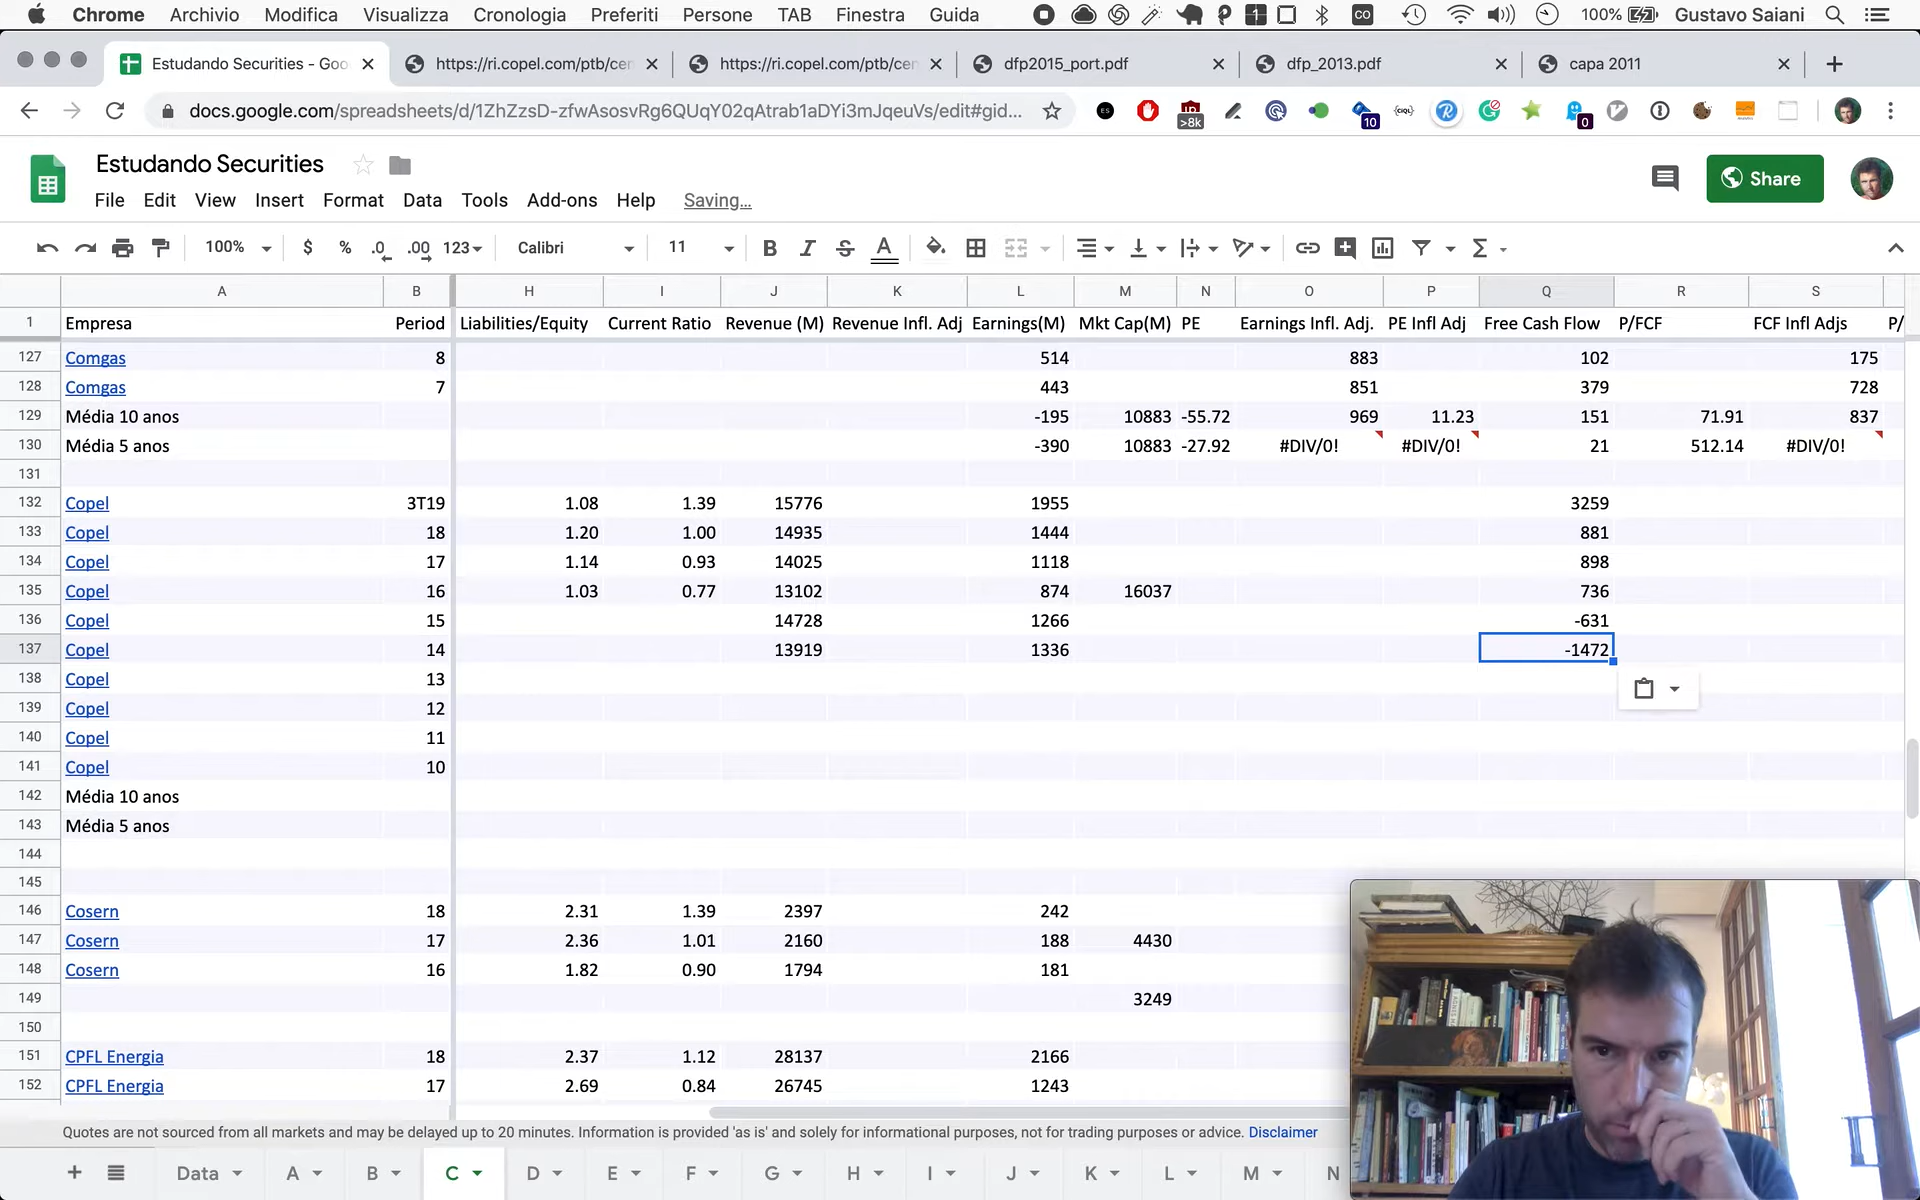 Chrome Archivio Modifica Visualizza Cronologia Preferiti Persone TAB Finestra Guida 100% Gustavo Saiani
Estudando Securities - Goo https://ri.copel.com/ptb/cen https://ri.copel.com/ptb/cen dfp2015_port.pdf dfp_2013.pdf capa 2011
docs.google.com/spreadsheets/d/1ZhZzsD-zfwAsosvRg6QUqY02qAtrab1aDYi3mJqeuVs/edit#gid... >8k 10 0
Estudando Securities
Share
File Edit View Insert Format Data Tools Add-ons Help Saving...
100% $ % .0 .00 123 Calibri 11 B I S A
A B H I J K L M N O P Q R S
1 Empresa Period Liabilities/Equity Current Ratio Revenue (M) Revenue Infl. Adj Earnings(M) Mkt Cap(M) PE Earnings Infl. Adj. PE Infl Adj Free Cash Flow P/FCF FCF Infl Adjs P/
127 Comgas 8 514 883 102 175
128 Comgas 7 443 851 379 728
129 Média 10 anos -195 10883 -55.72 969 11.23 151 71.91 837
130 Média 5 anos -390 10883 -27.92 #DIV/0! #DIV/0! 21 512.14 #DIV/0!
131
132 Copel 3T19 1.08 1.39 15776 1955 3259
133 Copel 18 1.20 1.00 14935 1444 881
134 Copel 17 1.14 0.93 14025 1118 898
135 Copel 16 1.03 0.77 13102 874 16037 736
136 Copel 15 14728 1266 -631
137 Copel 14 13919 1336 -1472
138 Copel 13
139 Copel 12
140 Copel 11
141 Copel 10
142 Média 10 anos
143 Média 5 anos
144
145
146 Cosern 18 2.31 1.39 2397 242
147 Cosern 17 2.36 1.01 2160 188 4430
148 Cosern 16 1.82 0.90 1794 181
149 3249
150
151 CPFL Energia 18 2.37 1.12 28137 2166
152 CPFL Energia 17 2.69 0.84 26745 1243
Quotes are not sourced from all markets and may be delayed up to 20 minutes. Information is provided 'as is' and solely for informational purposes, not for trading purposes or advice. Disclaimer
Data A B C D E F G H I J K L M N